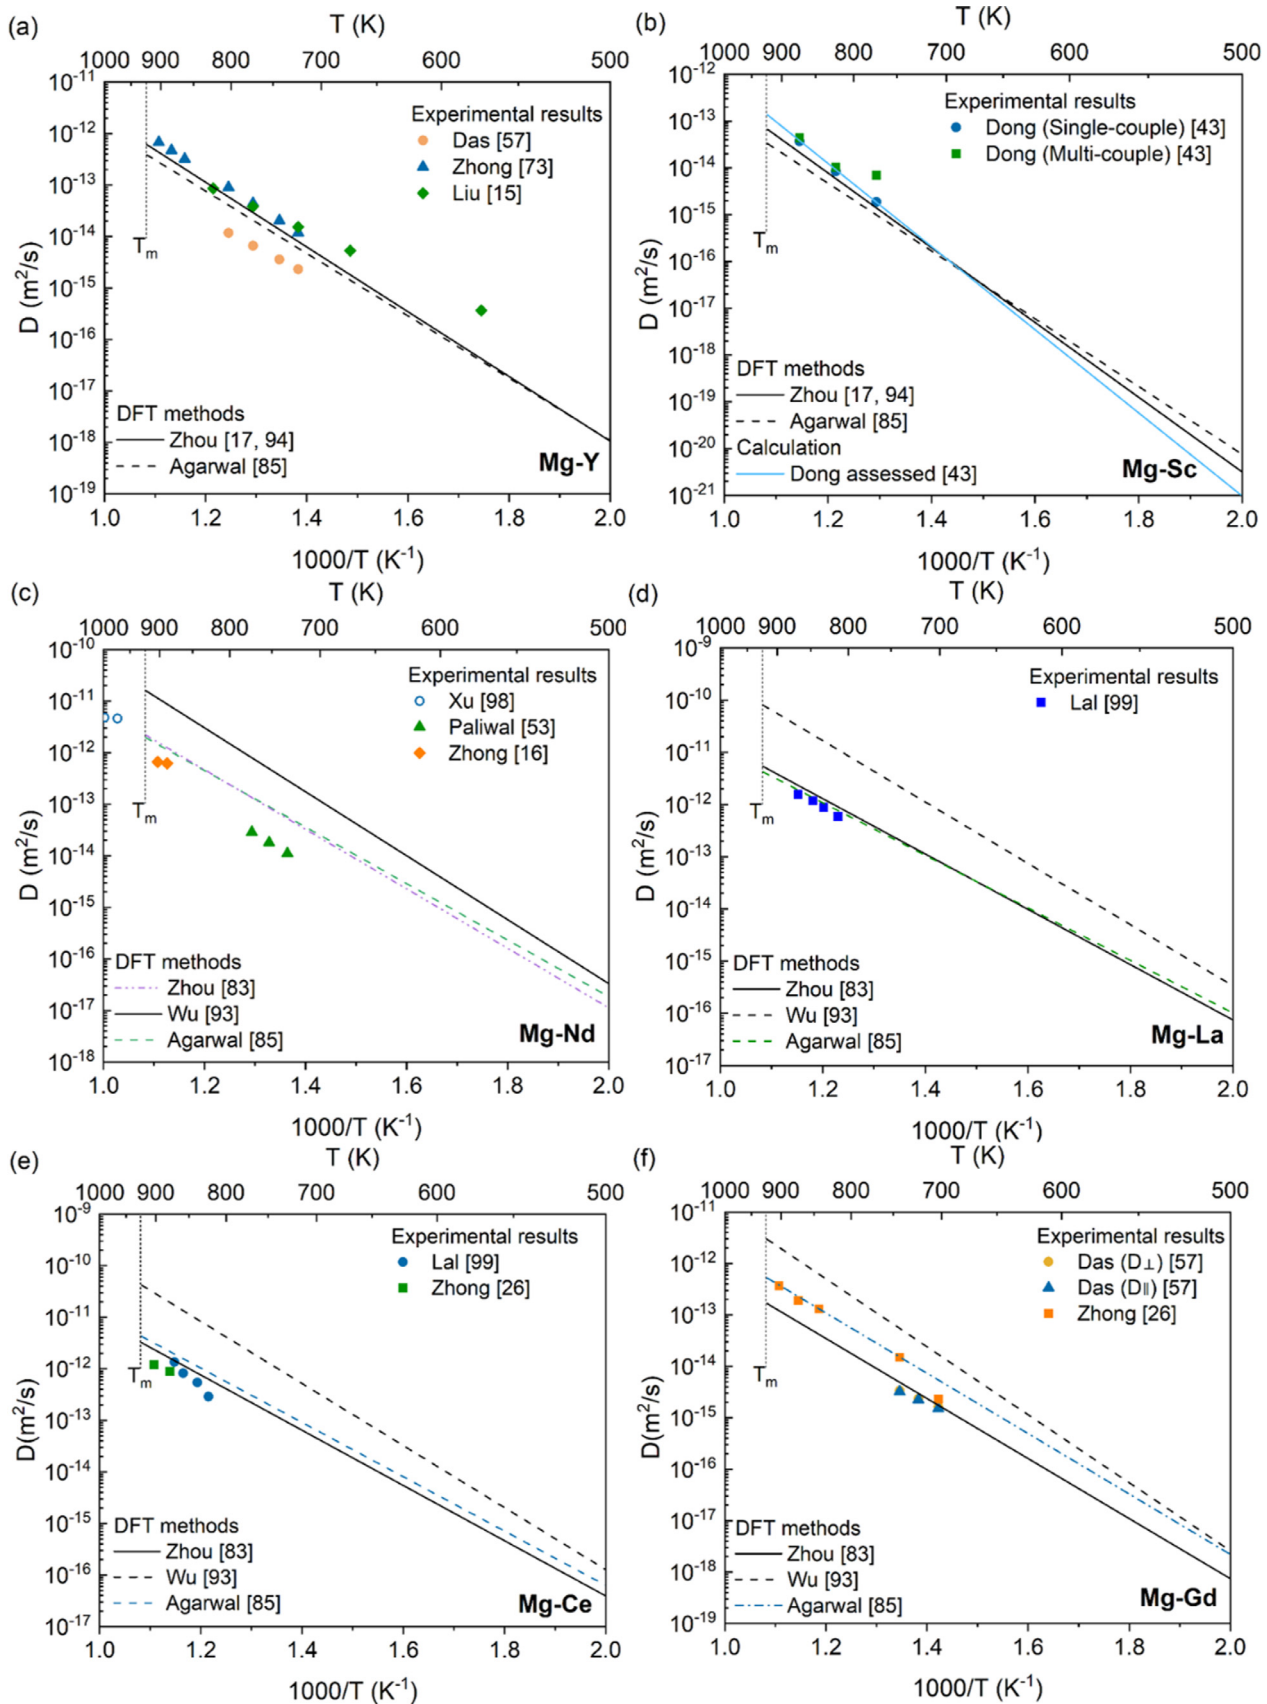 (a)
T (K)
1000 900 800 700 600 500
10-11
10-12
10-13
10-14
10-15
10-16
10-17
10-18
10-19
D (m2/s)
Experimental results
Das [57]
Zhong [73]
Liu [15]
Tm
DFT methods
Zhou [17, 94]
Agarwal [85]
Mg-Y
1.0 1.2 1.4 1.6 1.8 2.0
1000/T (K-1)
(b)
T (K)
1000 900 800 700 600 500
10-12
10-13
10-14
10-15
10-16
10-17
10-18
10-19
10-20
10-21
D (m2/s)
Experimental results
Dong (Single-couple) [43]
Dong (Multi-couple) [43]
Tm
DFT methods
Zhou [17, 94]
Agarwal [85]
Calculation
Dong assessed [43]
Mg-Sc
1.0 1.2 1.4 1.6 1.8 2.0
1000/T (K-1)
(c)
T (K)
1000 900 800 700 600 500
10-10
10-11
10-12
10-13
10-14
10-15
10-16
10-17
10-18
D (m2/s)
Experimental results
Xu [98]
Paliwal [53]
Zhong [16]
Tm
DFT methods
Zhou [83]
Wu [93]
Agarwal [85]
Mg-Nd
1.0 1.2 1.4 1.6 1.8 2.0
1000/T (K-1)
(d)
T (K)
1000 900 800 700 600 500
10-9
10-10
10-11
10-12
10-13
10-14
10-15
10-16
10-17
D (m2/s)
Experimental results
Lal [99]
Tm
DFT methods
Zhou [83]
Wu [93]
Agarwal [85]
Mg-La
1.0 1.2 1.4 1.6 1.8 2.0
1000/T (K-1)
(e)
T (K)
1000 900 800 700 600 500
10-9
10-10
10-11
10-12
10-13
10-14
10-15
10-16
10-17
D(m2/s)
Experimental results
Lal [99]
Zhong [26]
Tm
DFT methods
Zhou [83]
Wu [93]
Agarwal [85]
Mg-Ce
1.0 1.2 1.4 1.6 1.8 2.0
1000/T (K-1)
(f)
T (K)
1000 900 800 700 600 500
10-11
10-12
10-13
10-14
10-15
10-16
10-17
10-18
10-19
D(m2/s)
Experimental results
Das (D⊥) [57]
Das (D∥) [57]
Zhong [26]
Tm
DFT methods
Zhou [83]
Wu [93]
Agarwal [85]
Mg-Gd
1.0 1.2 1.4 1.6 1.8 2.0
1000/T (K-1)